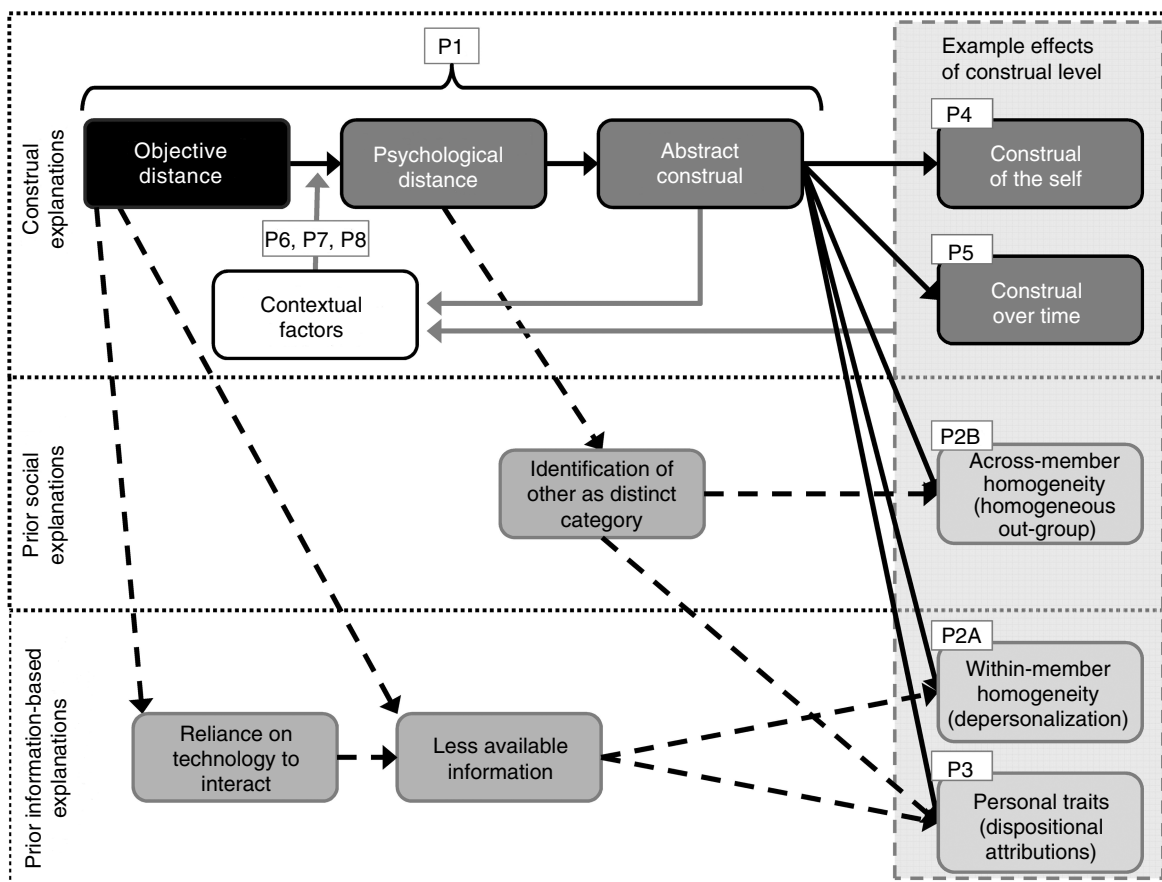 P1
Example effects
of construal level
Construal
explanations
Objective
distance
Psychological
distance
Abstract
construal
P4
Construal
of the self
P6, P7, P8
Contextual
factors
P5
Construal
over time
Prior social
explanations
Identification of
other as distinct
category
P2B
Across-member
homogeneity
(homogeneous
out-group)
Prior information-based
explanations
Reliance on
technology to
interact
Less available
information
P2A
Within-member
homogeneity
(depersonalization)
P3
Personal traits
(dispositional
attributions)